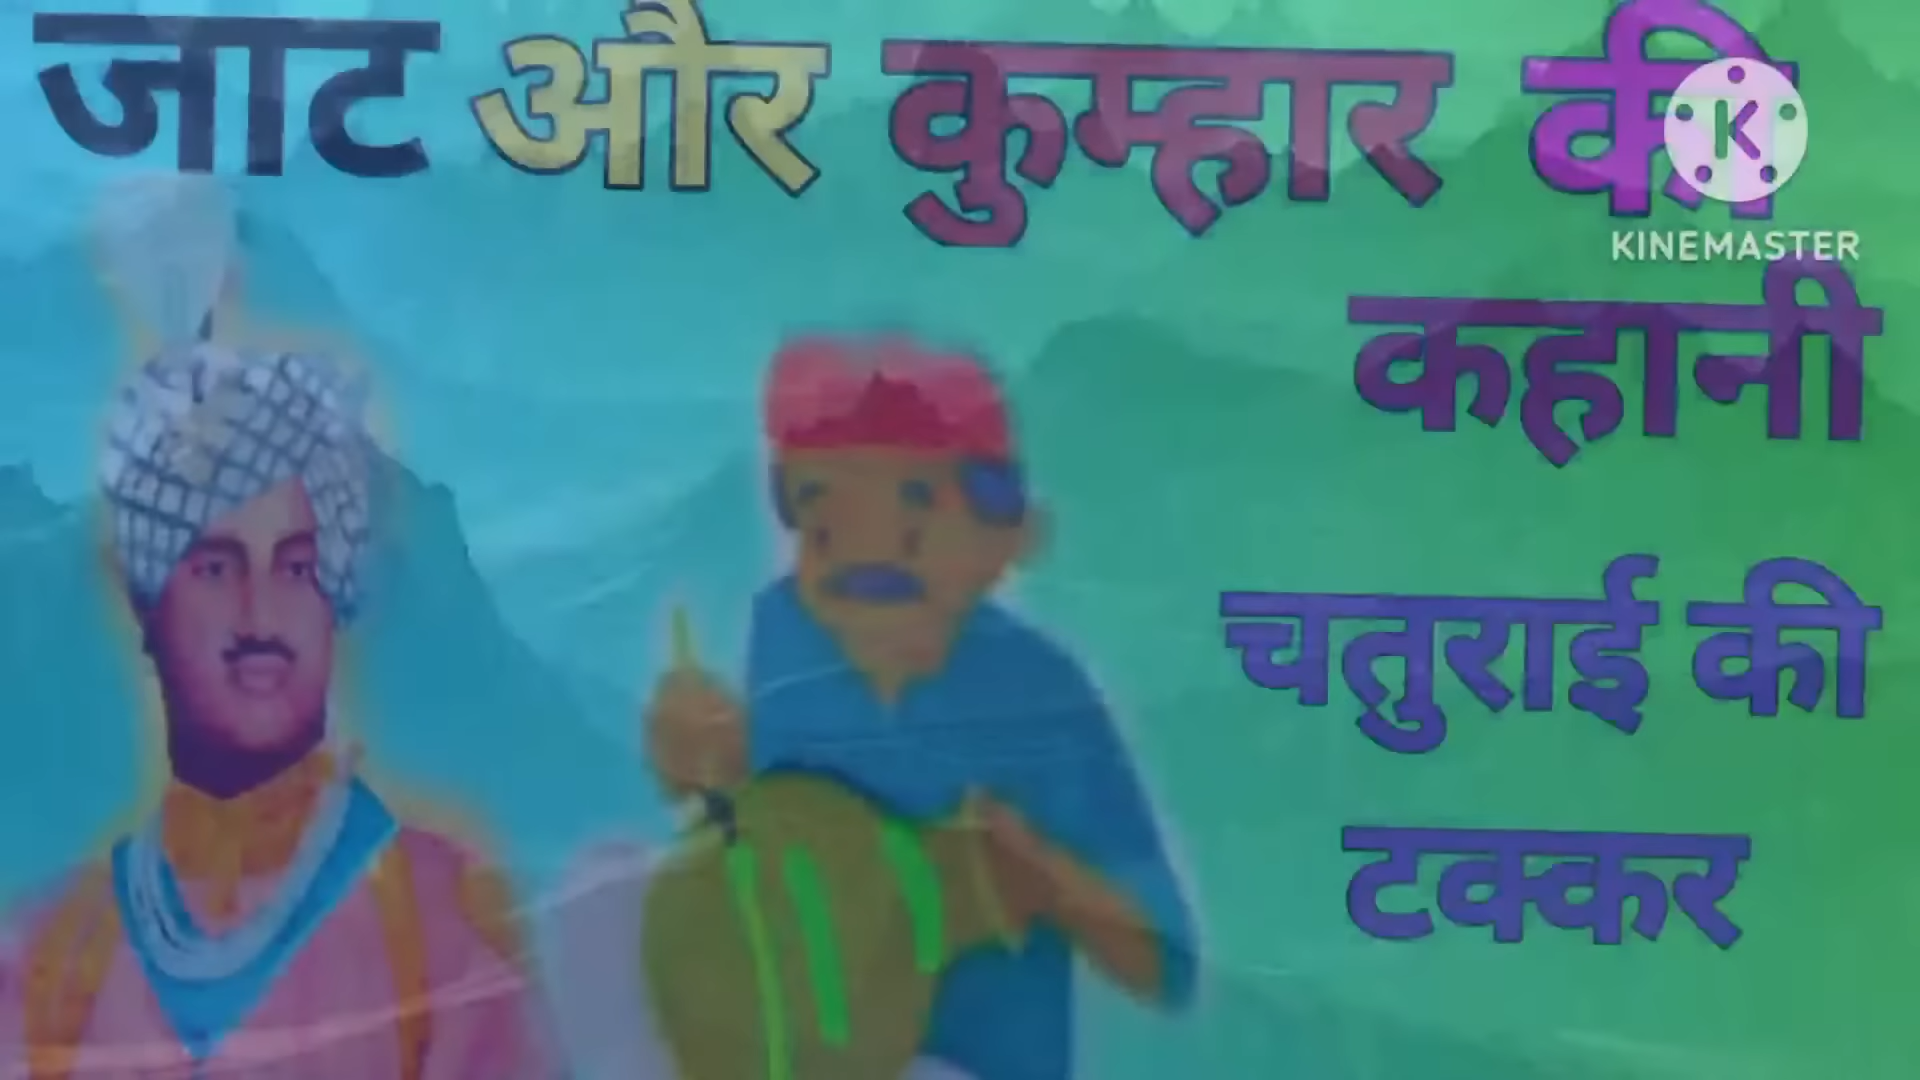 जाट और कुम्हार की
K
KINEMASTER
कहानी
चतुराई की
टक्कर